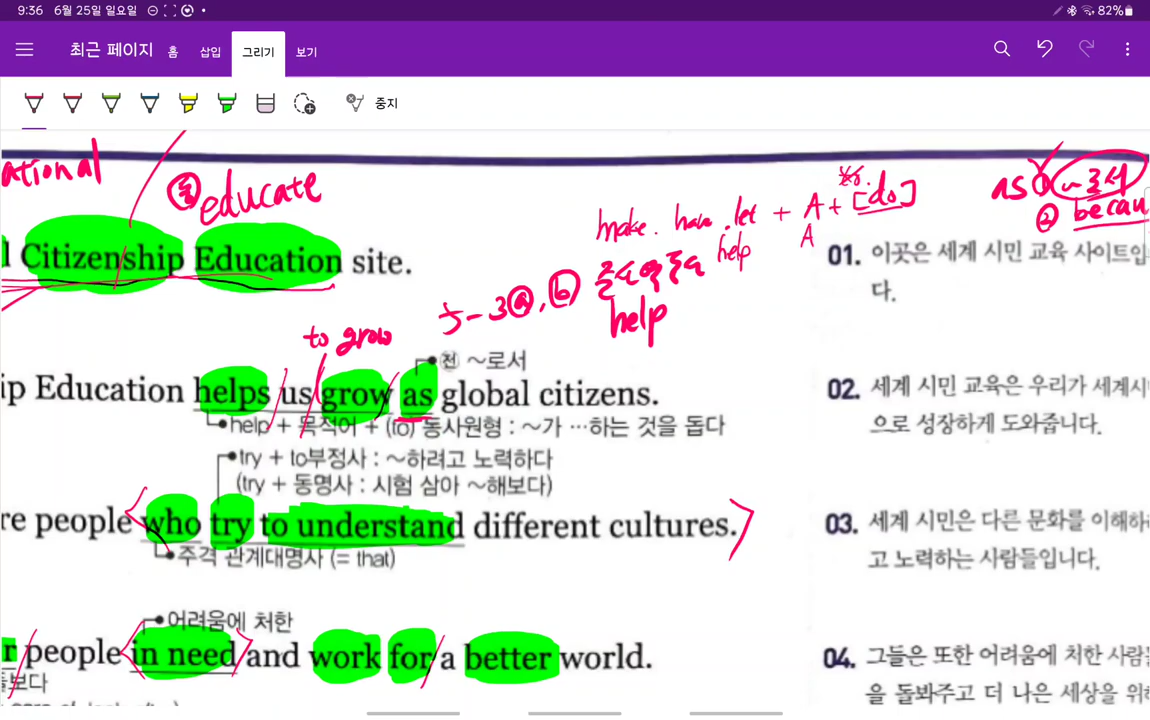 9:36 6월 25일 일요일 82%
최근 페이지 홈 삽입 그리기 보기
중지
ational
educate
make. have. let + A + [do]
A
help
as ① ~로서
② becau
l Citizenship Education site.
01. 이곳은 세계 시민 교육 사이트입
다.
5-3ⓐ, ⓑ
help
to grow
전 ~로서
ip Education helps us grow as global citizens.
02. 세계 시민 교육은 우리가 세계시
으로 성장하게 도와줍니다.
help + 목적어 + (to) 동사원형 : ~가 …하는 것을 돕다
try + to부정사 : ~하려고 노력하다
(try + 동명사 : 시험 삼아 ~해보다)
re people who try to understand different cultures.
03. 세계 시민은 다른 문화를 이해하
고 노력하는 사람들입니다.
주격 관계대명사 (= that)
어려움에 처한
r people in need and work for a better world.
04. 그들은 또한 어려움에 처한 사람
을 돌봐주고 더 나은 세상을 위
돌보다